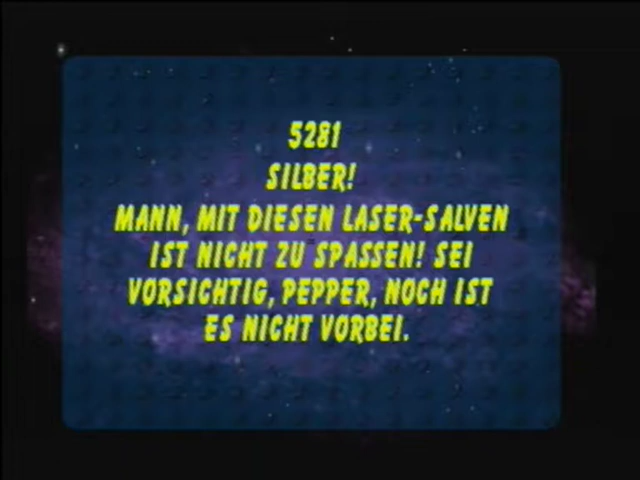 5281
SILBER!
MANN, MIT DIESEN LASER-SALVEN
IST NICHT ZU SPASSEN! SEI
VORSICHTIG, PEPPER, NOCH IST
ES NICHT VORBEI.